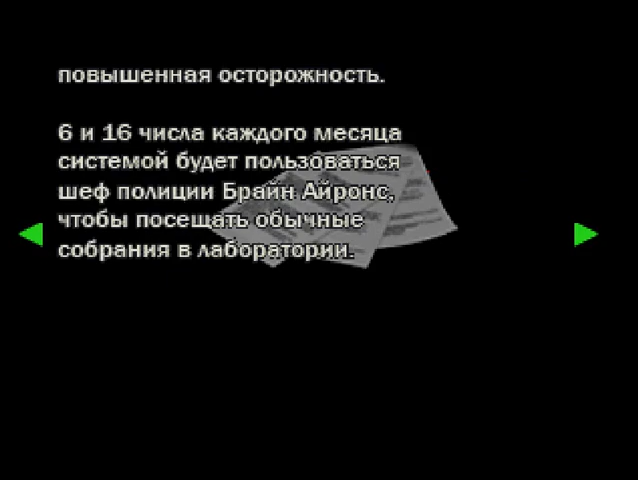 повышенная осторожность.
6 и 16 числа каждого месяца
системой будет пользоваться
шеф полиции Брайн Айронс,
чтобы посещать обычные
собрания в лаборатории.